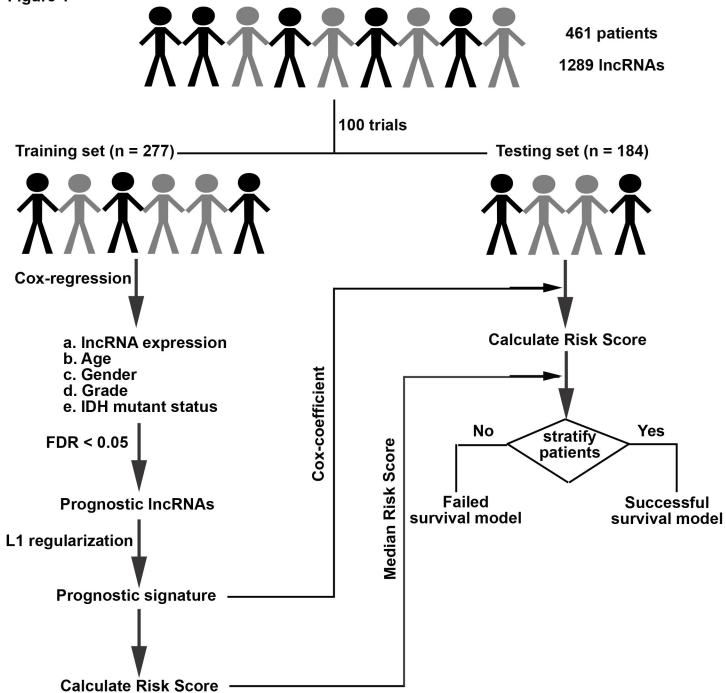 Figure 1
461 patients
1289 lncRNAs
100 trials
Training set (n = 277)
Testing set (n = 184)
Cox-regression
a. lncRNA expression
b. Age
c. Gender
d. Grade
e. IDH mutant status
FDR < 0.05
Prognostic lncRNAs
L1 regularization
Prognostic signature
Calculate Risk Score
Cox-coefficient
Median Risk Score
Calculate Risk Score
stratify
patients
No
Yes
Failed
survival model
Successful
survival model